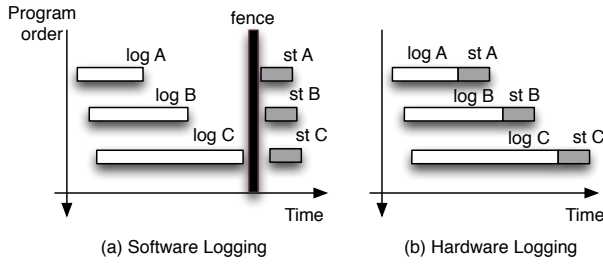 Program
order
fence
log A
st A
log B
st B
log C
st C
Time
(a) Software Logging
log A
st A
log B
st B
log C
st C
Time
(b) Hardware Logging